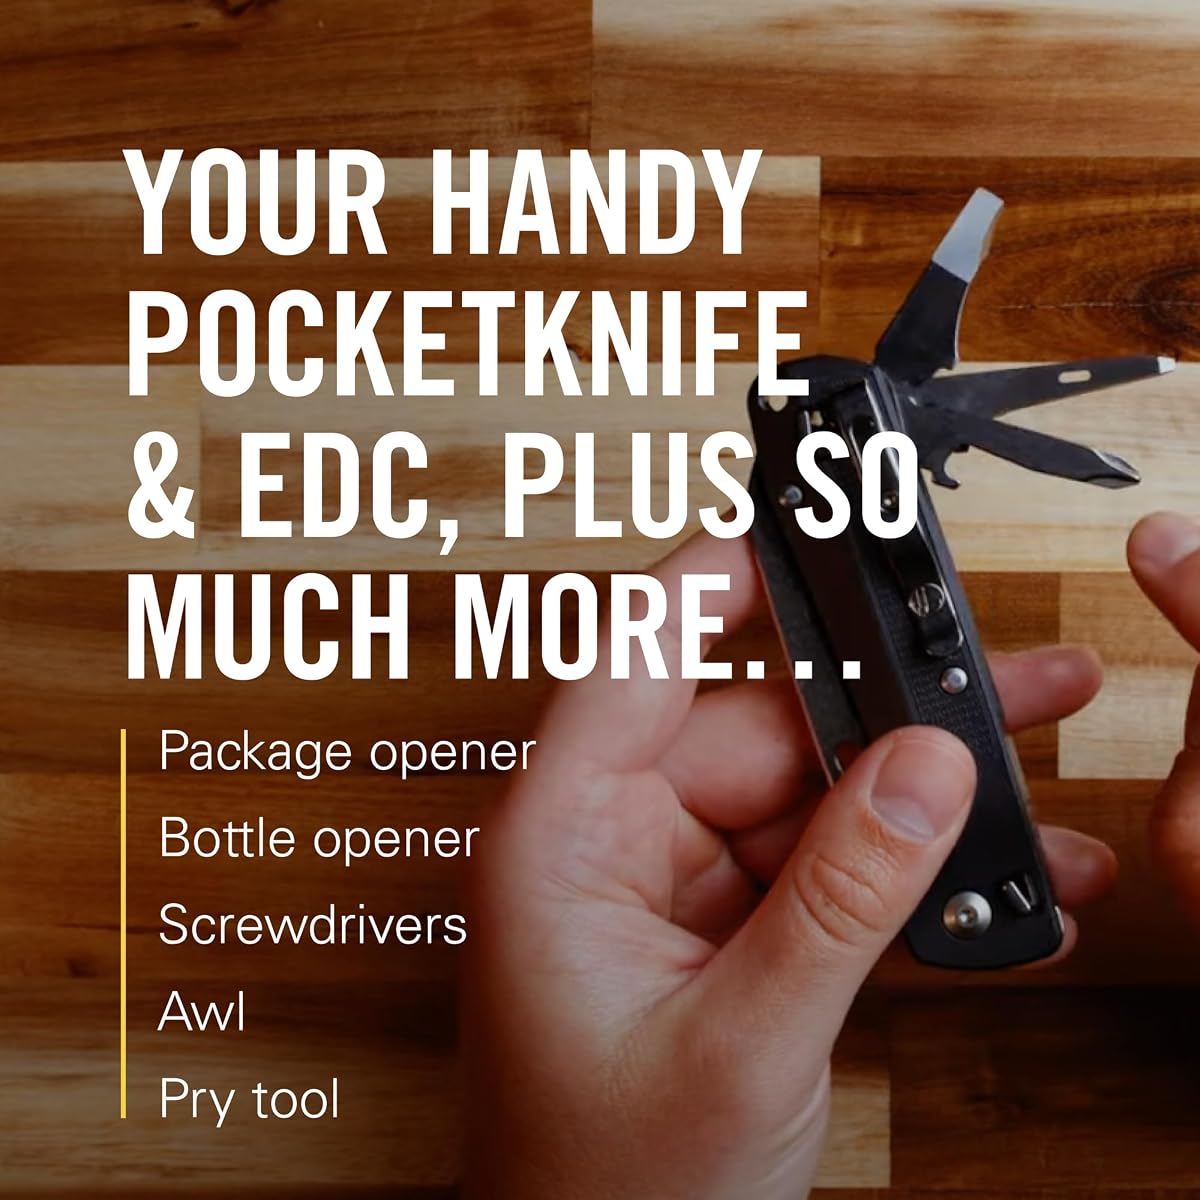 YOUR HANDY
POCKETKNIFE
& EDC, PLUS SO
MUCH MORE...
Package opener
Bottle opener
Screwdrivers
Awl
Pry tool